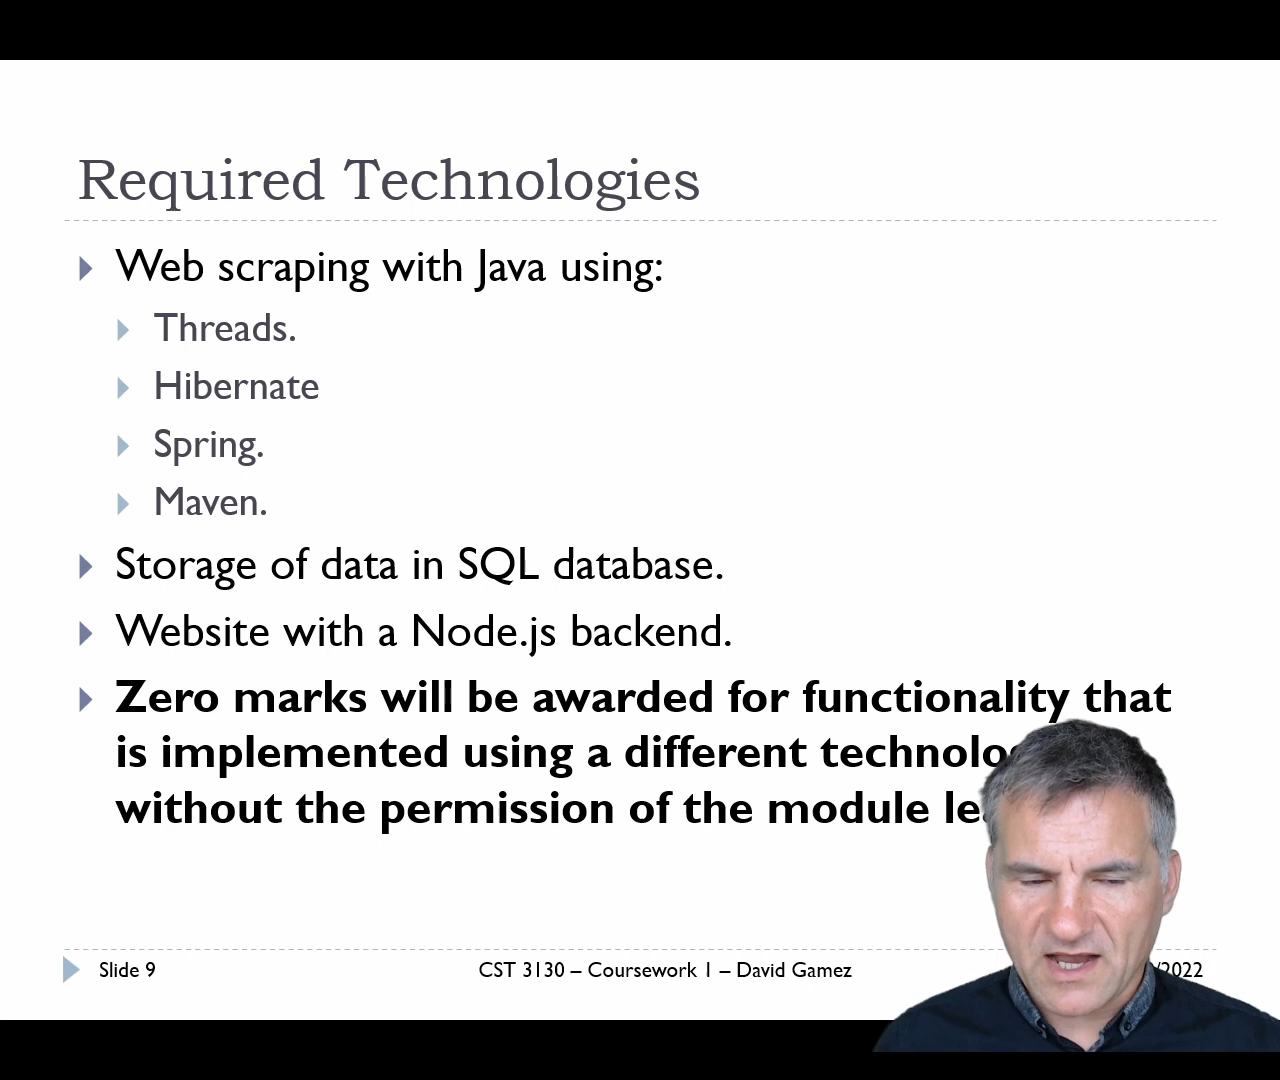 Required Technologies
Web scraping with Java using:
Threads.
Hibernate
Spring.
Maven.
Storage of data in SQL database.
Website with a Node.js backend.
Zero marks will be awarded for functionality that
is implemented using a different
without the permission of the module
Slide 9
CST 3130 – Coursework 1 – David Gamez
/2022